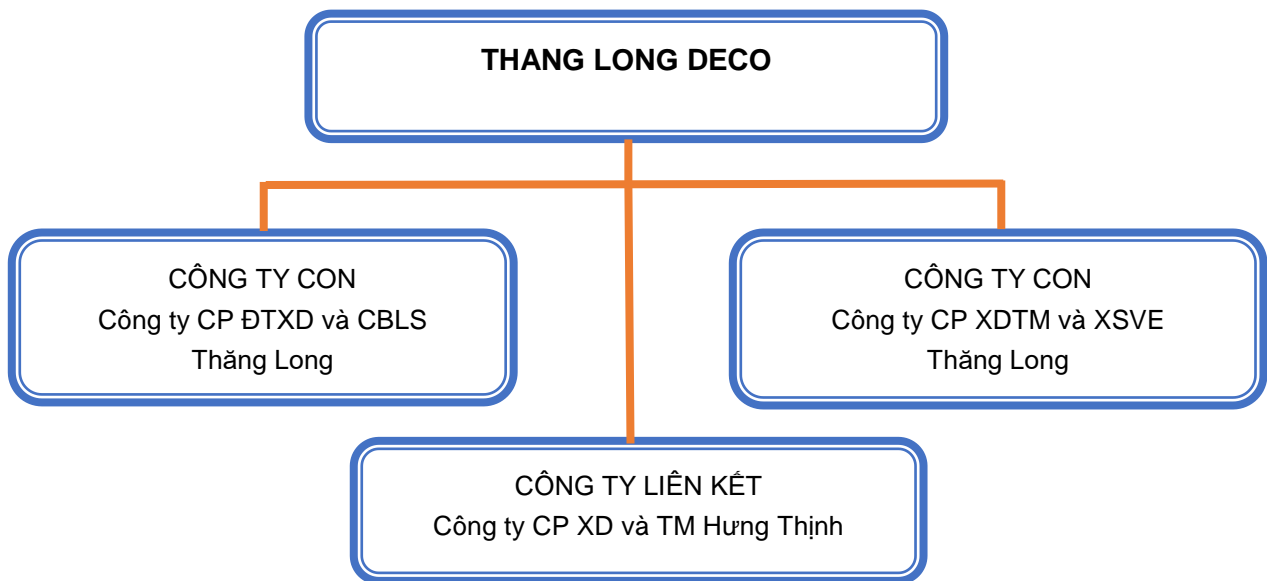 THANG LONG DECO
CÔNG TY CON
Công ty CP ĐTXD và CBLS
Thăng Long
CÔNG TY CON
Công ty CP XDTM và XSVE
Thăng Long
CÔNG TY LIÊN KẾT
Công ty CP XD và TM Hưng Thịnh